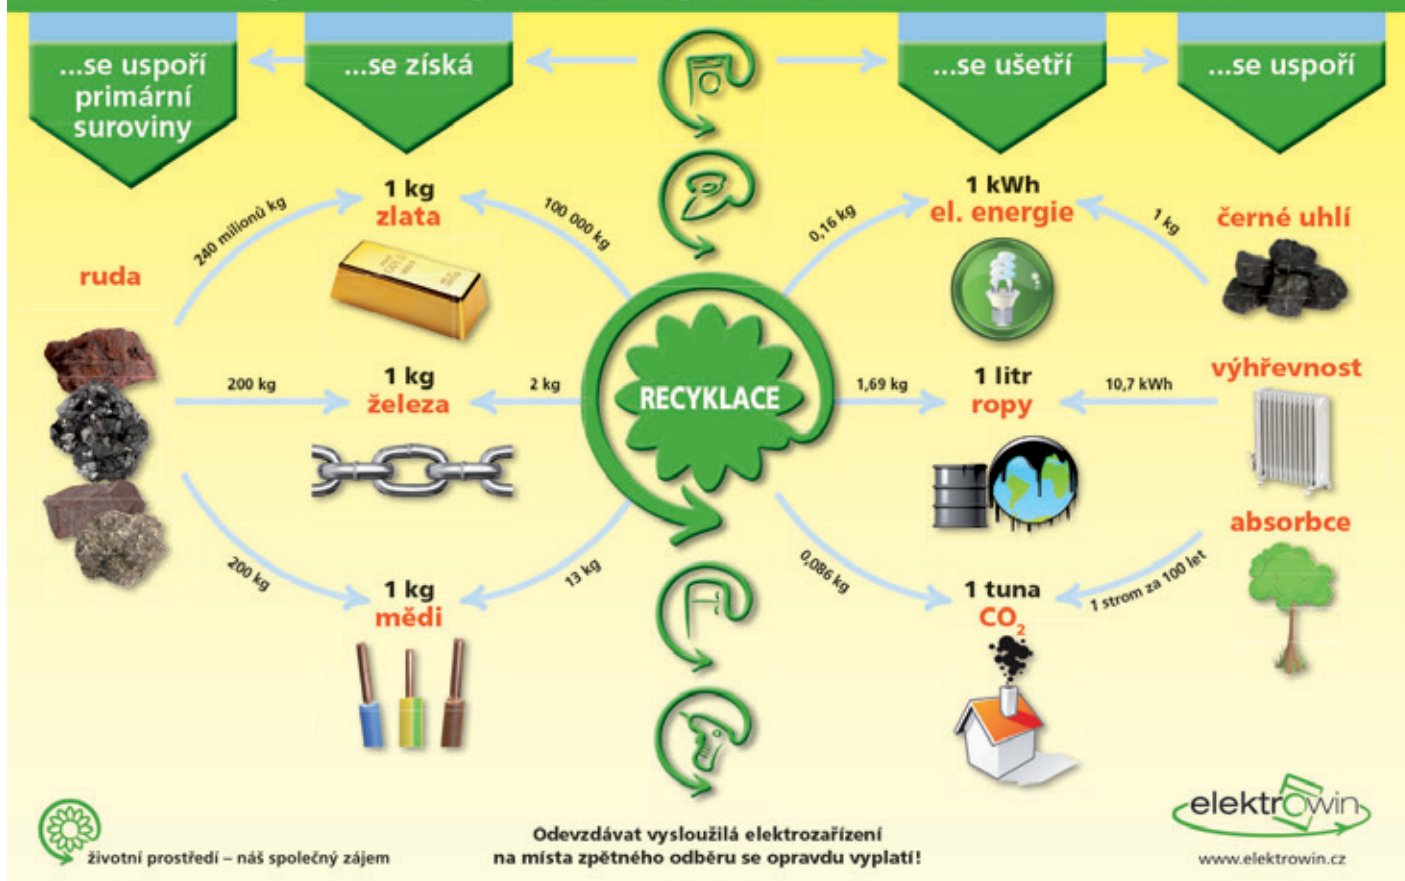 ...se uspoří
primární
suroviny
...se získá
...se ušetří
...se uspoří
ruda
240 milionů kg
1 kg
zlata
100 000 kg
200 kg
1 kg
železa
2 kg
200 kg
1 kg
mědi
13 kg
RECYKLACE
0,16 kg
1 kWh
el. energie
1 kg
černé uhlí
1,69 kg
1 litr
ropy
10,7 kWh
výhřevnost
0,086 kg
1 tuna
CO₂
1 strom za 100 let
absorbce
životní prostředí – náš společný zájem
Odevzdávat vysloužilá elektrozařízení
na místa zpětného odběru se opravdu vyplatí!
elektrowin
www.elektrowin.cz